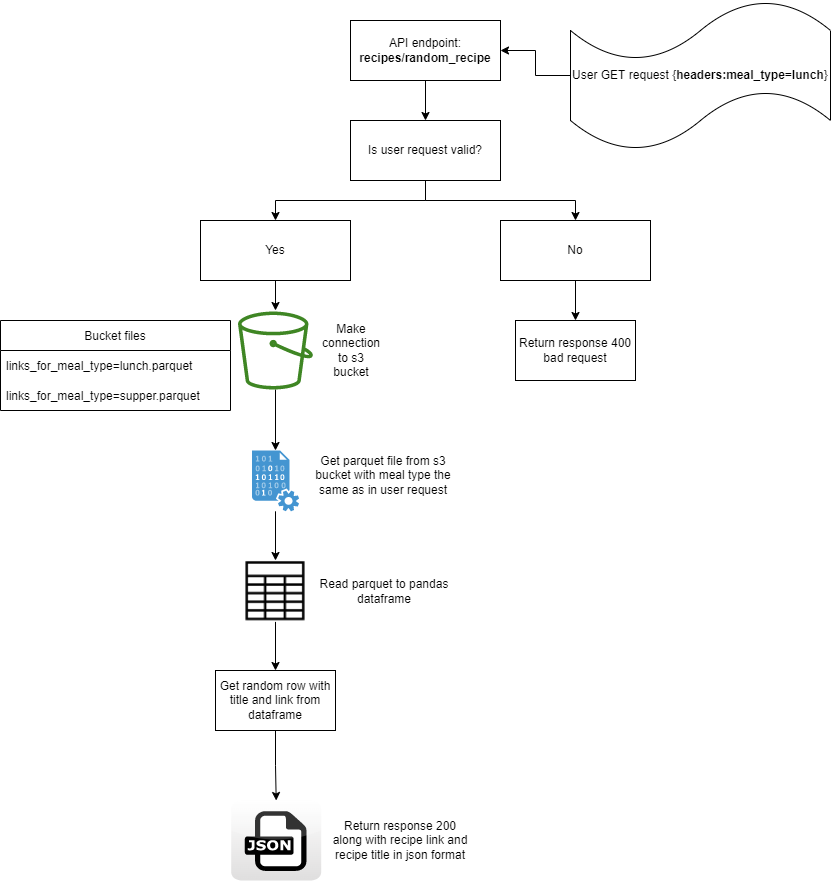 API endpoint:
recipes/random_recipe
User GET request {headers:meal_type=lunch}
Is user request valid?
Yes
No
Bucket files
links_for_meal_type=lunch.parquet
links_for_meal_type=supper.parquet
Make
connection
to s3
bucket
Return response 400
bad request
101
01010
10110
10100
010
Get parquet file from s3
bucket with meal type the
same as in user request
Read parquet to pandas
dataframe
Get random row with
title and link from
dataframe
JSON
Return response 200
along with recipe link and
recipe title in json format